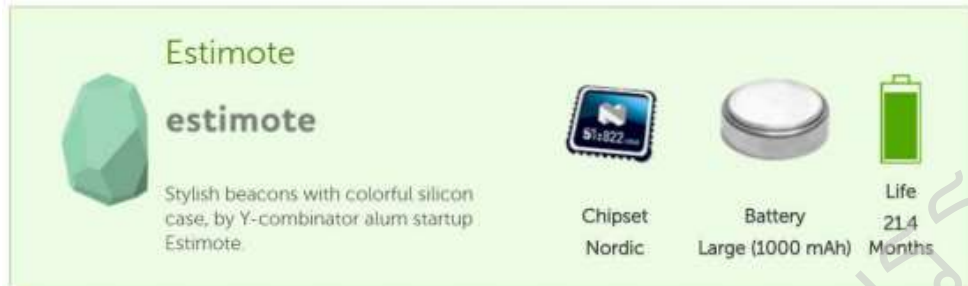 Estimote
estimote
Stylish beacons with colorful silicon
case, by Y-combinator alum startup
Estimote.
Chipset
Nordic
Battery
Large (1000 mAh)
Life
21.4
Months